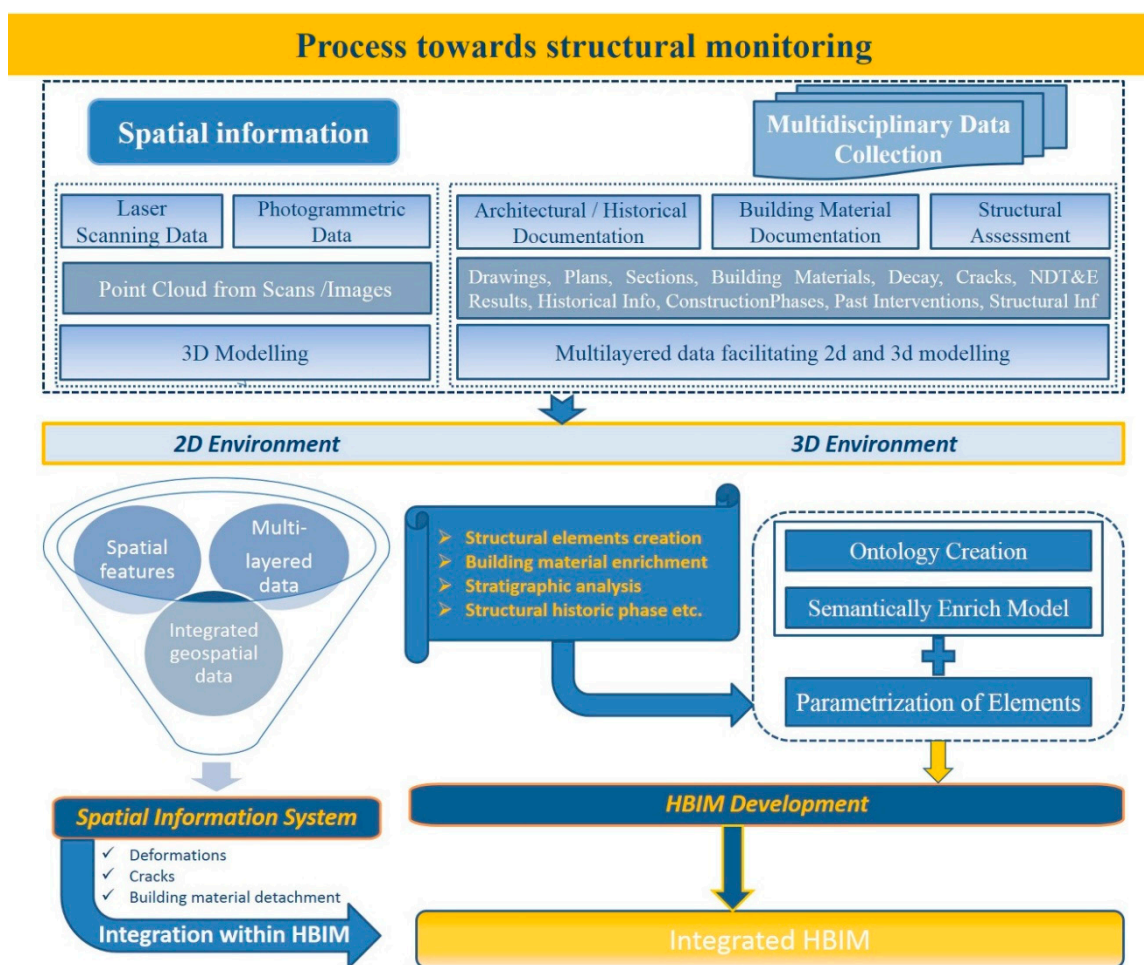 Process towards structural monitoring
Spatial information
Multidisciplinary Data
Collection
Laser
Scanning Data
Photogrammetric
Data
Architectural / Historical
Documentation
Building Material
Documentation
Structural
Assessment
Point Cloud from Scans /Images
Drawings, Plans, Sections, Building Materials, Decay, Cracks, NDT&E
Results, Historical Info, ConstructionPhases, Past Interventions, Structural Inf
3D Modelling
Multilayered data facilitating 2d and 3d modelling
2D Environment
3D Environment
Spatial
features
Multi-
layered
data
Integrated
geospatial
data
➢ Structural elements creation
➢ Building material enrichment
➢ Stratigraphic analysis
➢ Structural historic phase etc.
Ontology Creation
Semantically Enrich Model
Parametrization of Elements
Spatial Information System
✓ Deformations
✓ Cracks
✓ Building material detachment
Integration within HBIM
HBIM Development
Integrated HBIM